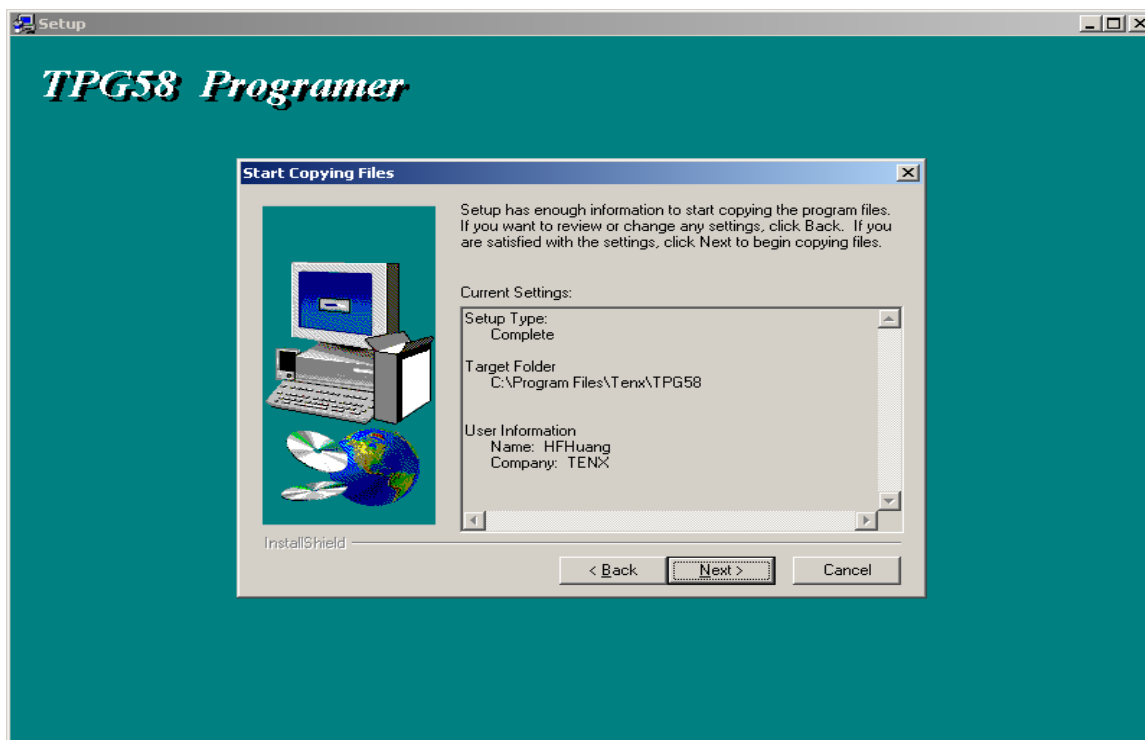 Setup
TPG58 Programer
Start Copying Files
Setup has enough information to start copying the program files.
If you want to review or change any settings, click Back. If you
are satisfied with the settings, click Next to begin copying files.
Current Settings:
Setup Type:
Complete
Target Folder
C:\Program Files\Tenx\TPG58
User Information
Name: HFHuang
Company: TENX
InstallShield
< Back
Next >
Cancel